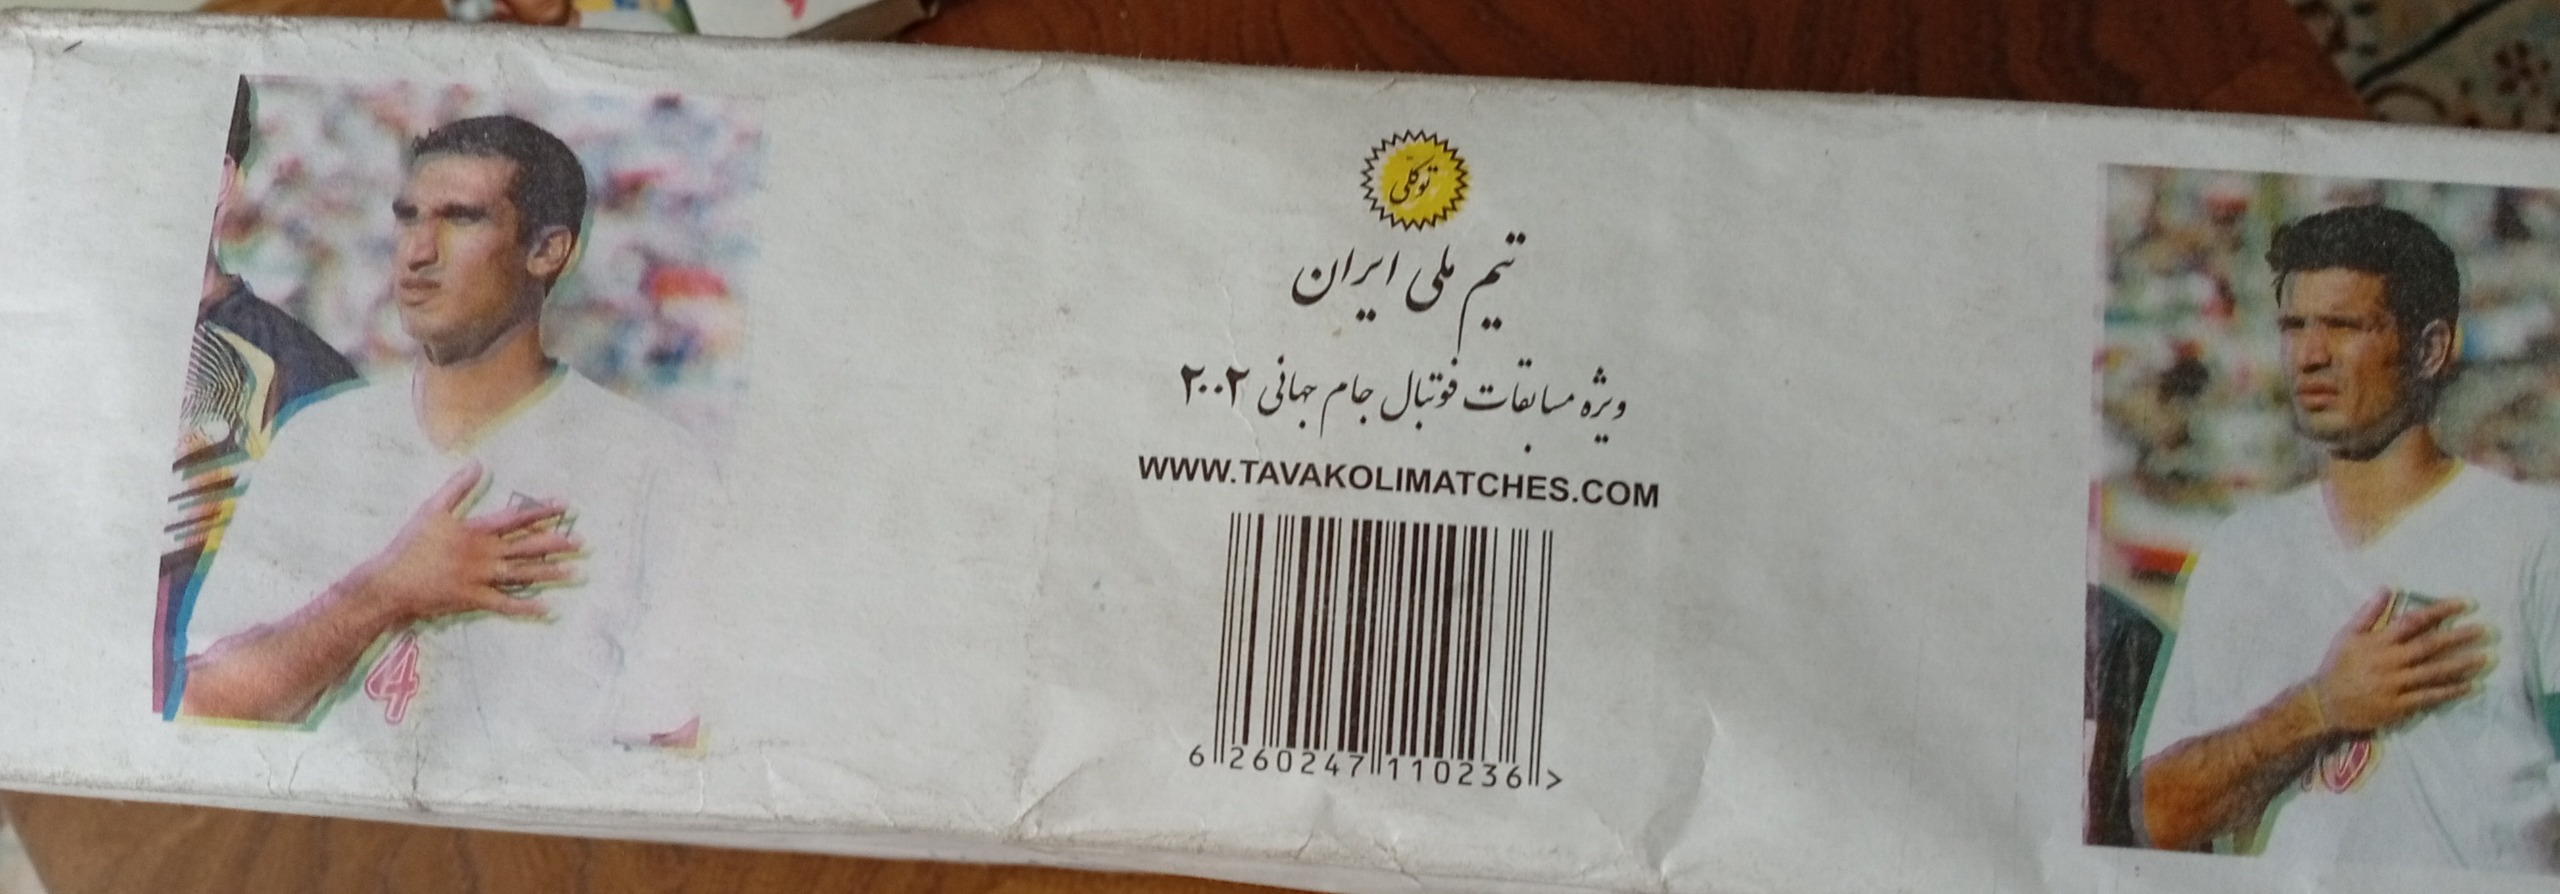 توکلی
تیم ملی ایران
ویژه مسابقات فوتبال جام جهانی ۲۰۰۲
WWW.TAVAKOLIMATCHES.COM
6 260247 110236 >
4